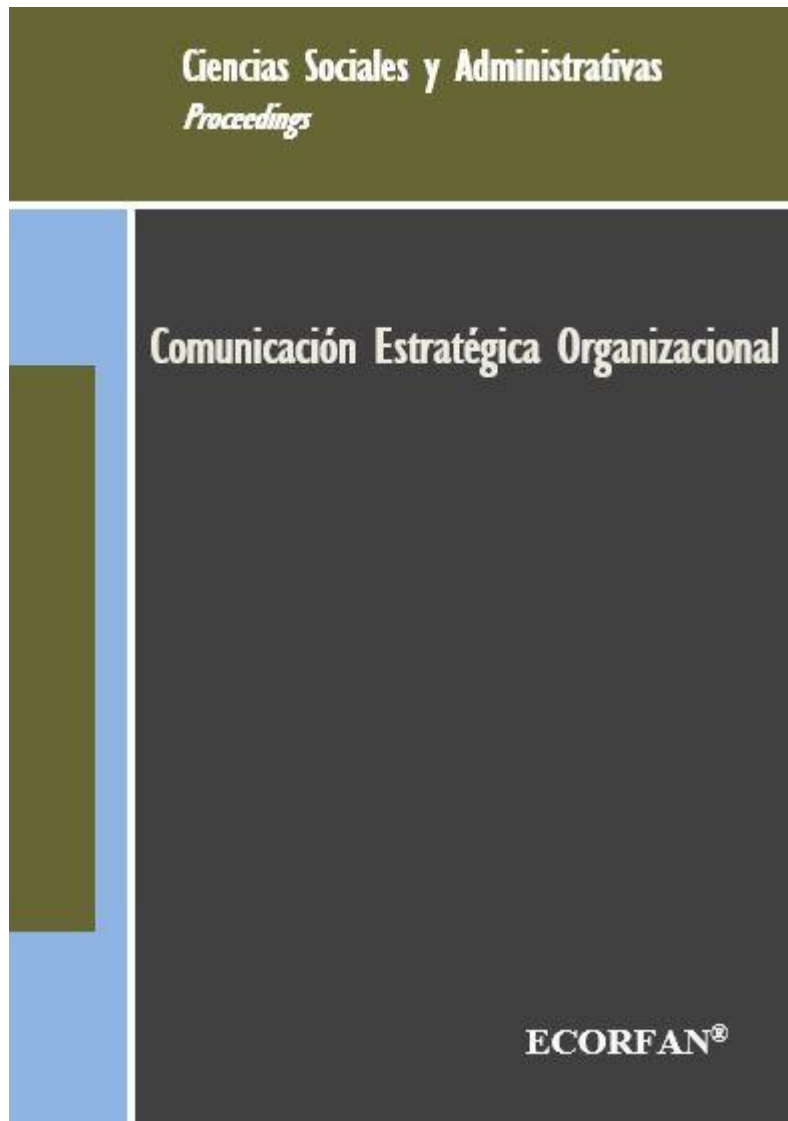 Ciencias Sociales y Administrativas
Proceedings
Comunicación Estratégica Organizacional
ECORFAN®